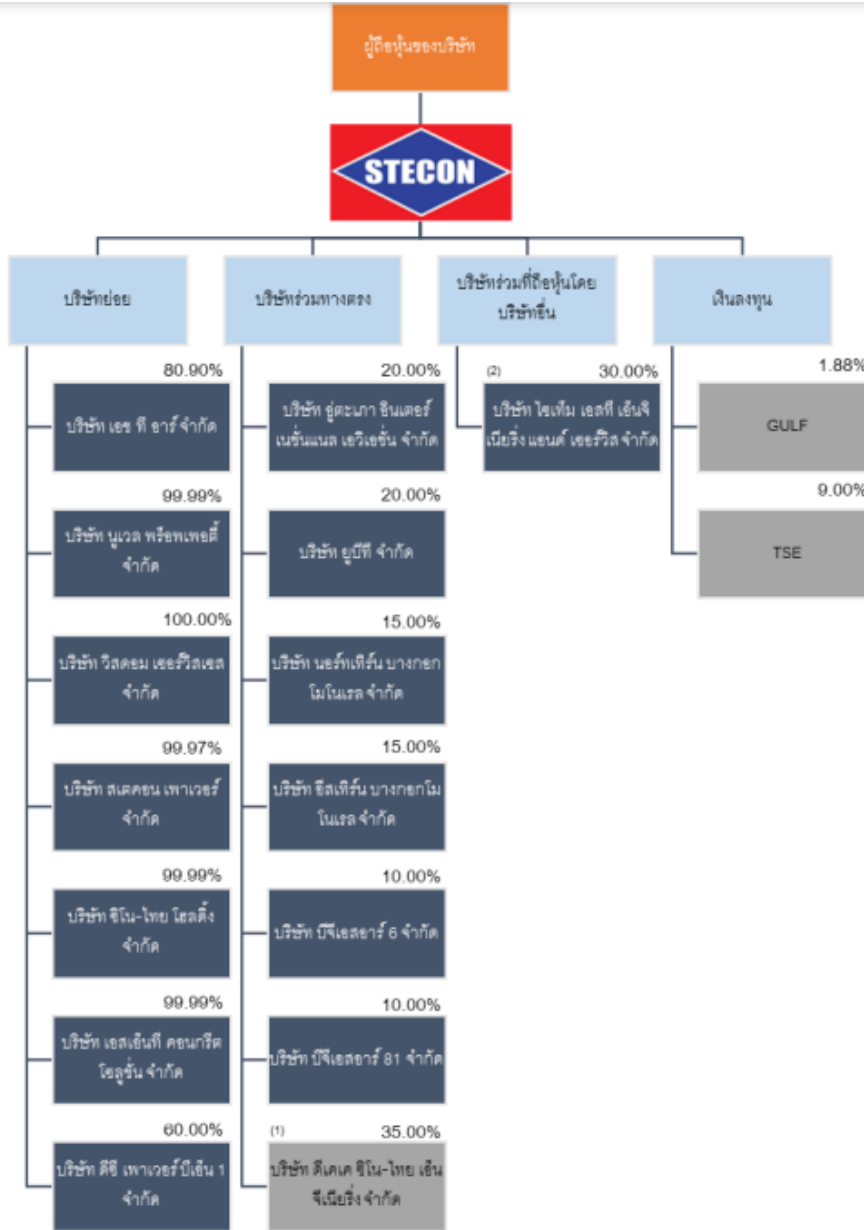 ผู้ถือหุ้นของบริษัท
STECON
บริษัทย่อย
80.90%
บริษัท เอช ที อาร์ จำกัด
99.99%
บริษัท นูเวล พร็อพเพอตี้
จำกัด
100.00%
บริษัท วิสดอม เซอร์วิสเซส
จำกัด
99.97%
บริษัท สเตคอน เพาเวอร์
จำกัด
99.99%
บริษัท ซิโน-ไทย โฮลดิ้ง
จำกัด
99.99%
บริษัท เอสเอ็นที คอนกรีต
โซลูชั่น จำกัด
60.00%
บริษัท ดีซี เพาเวอร์ บีเอ็น 1
จำกัด
บริษัทร่วมทางตรง
20.00%
บริษัท อู่ตะเภา อินเตอร์
เนชั่นแนล เอวิเอชั่น จำกัด
20.00%
บริษัท ยูบีที จำกัด
15.00%
บริษัท นอร์ทเทิร์น บางกอก
โมโนเรล จำกัด
15.00%
บริษัท อีสเทิร์น บางกอกโม
โนเรล จำกัด
10.00%
บริษัท บีจีเอสอาร์ 6 จำกัด
10.00%
บริษัท บีจีเอสอาร์ 81 จำกัด
(1) 35.00%
บริษัท ดีเคเค ซิโน-ไทย เอ็น
จิเนียริ่ง จำกัด
บริษัทร่วมที่ถือหุ้นโดย
บริษัทอื่น
(2) 30.00%
บริษัท ไซเท็ม เอสที เอ็นจิ
เนียริ่ง แอนด์ เซอร์วิส จำกัด
เงินลงทุน
1.88%
GULF
9.00%
TSE